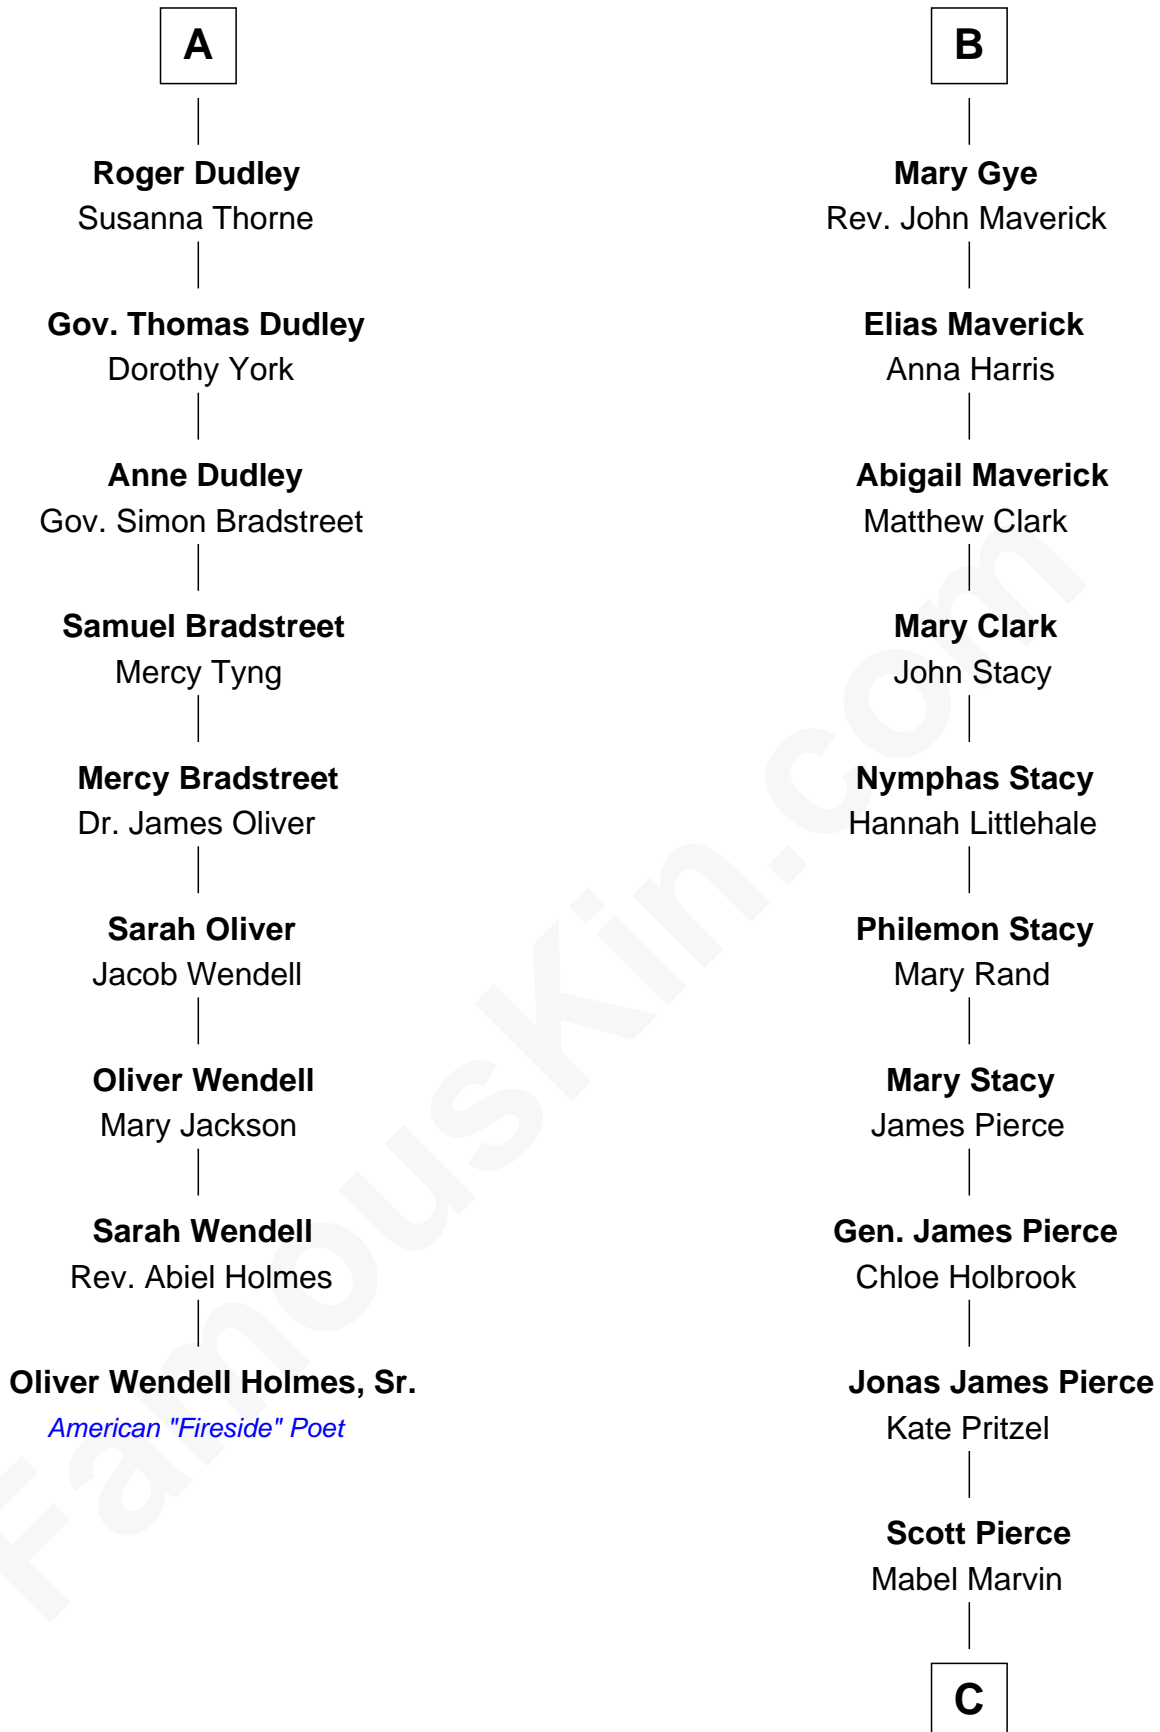 A
Roger Dudley
Susanna Thorne
Gov. Thomas Dudley
Dorothy York
Anne Dudley
Gov. Simon Bradstreet
Samuel Bradstreet
Mercy Tyng
Mercy Bradstreet
Dr. James Oliver
Sarah Oliver
Jacob Wendell
Oliver Wendell
Mary Jackson
Sarah Wendell
Rev. Abiel Holmes
Oliver Wendell Holmes, Sr.
American "Fireside" Poet
B
Mary Gye
Rev. John Maverick
Elias Maverick
Anna Harris
Abigail Maverick
Matthew Clark
Mary Clark
John Stacy
Nymphas Stacy
Hannah Littlehale
Philemon Stacy
Mary Rand
Mary Stacy
James Pierce
Gen. James Pierce
Chloe Holbrook
Jonas James Pierce
Kate Pritzel
Scott Pierce
Mabel Marvin
C
FamousKin.com